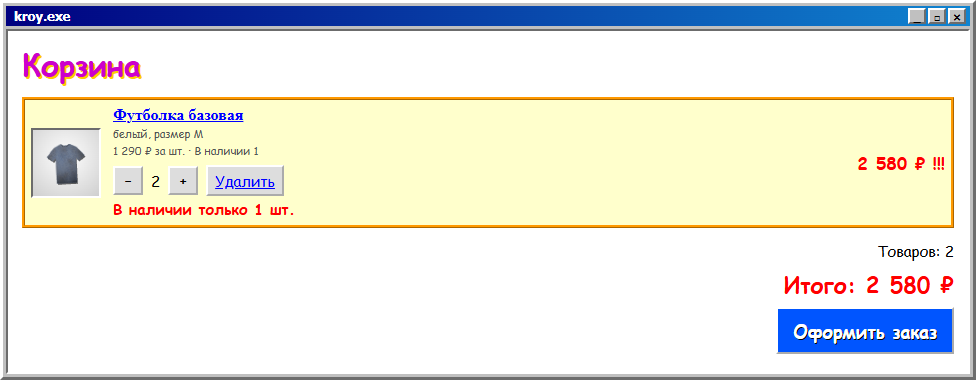 kroy.exe
Корзина
Футболка базовая
белый, размер M
1 290 ₽ за шт. · В наличии 1
- 2 + Удалить
В наличии только 1 шт.
2 580 ₽ !!!
Товаров: 2
Итого: 2 580 ₽
Оформить заказ